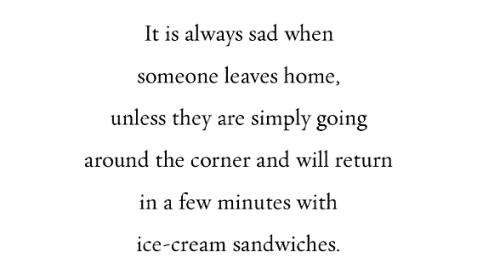 It is always sad when
someone leaves home,
unless they are simply going
around the corner and will return
in a few minutes with
ice-cream sandwiches.